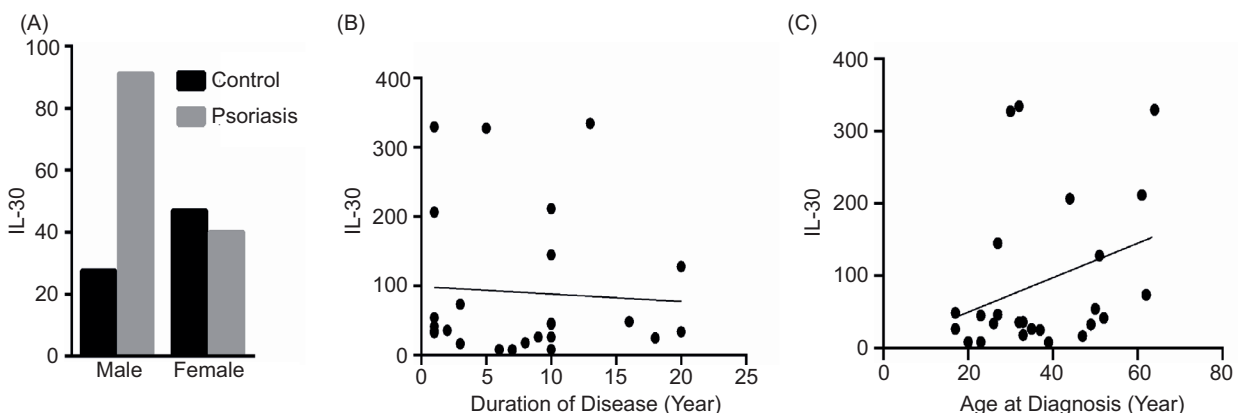 (A)
100
80
60
40
20
0
IL-30
Control
Psoriasis
Male Female
(B)
400
300
200
100
0
IL-30
0 5 10 15 20 25
Duration of Disease (Year)
(C)
400
300
200
100
0
IL-30
0 20 40 60 80
Age at Diagnosis (Year)